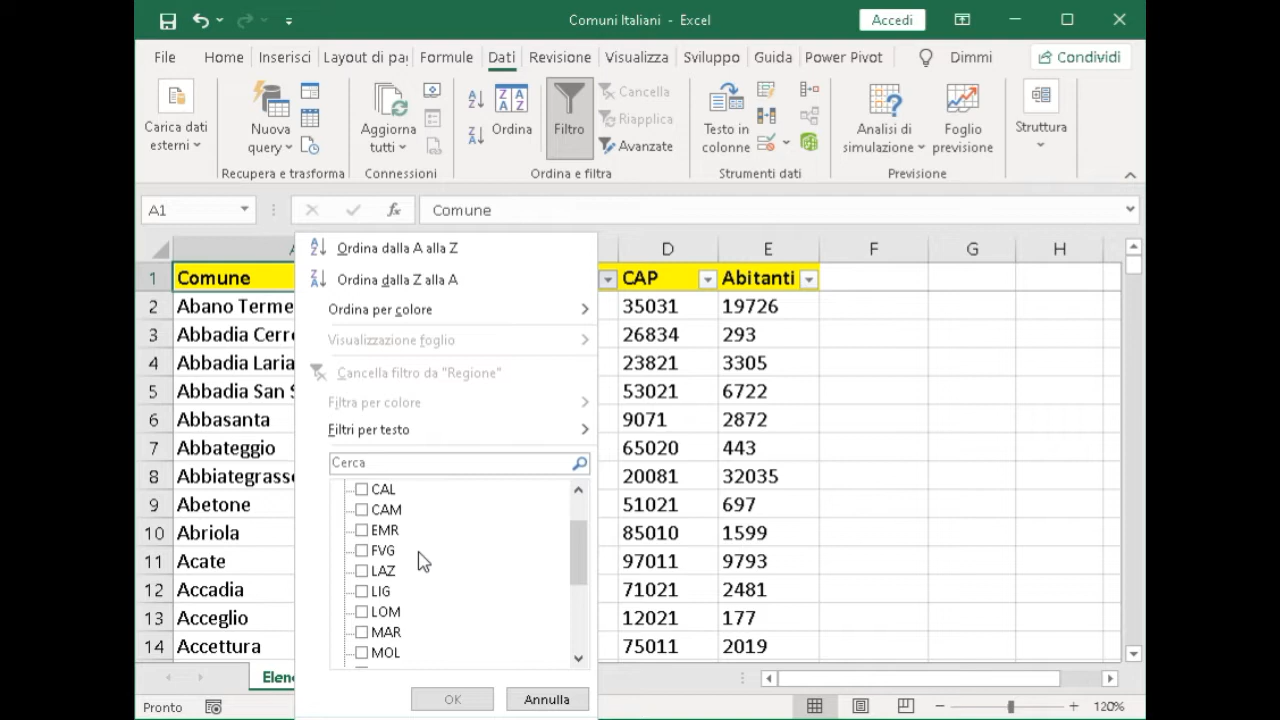 Comuni Italiani - Excel
Accedi
File Home Inserisci Layout di pa Formule Dati Revisione Visualizza Sviluppo Guida Power Pivot Dimmi Condividi
Carica dati esterni
Nuova query
Aggiorna tutti
Ordina
Filtro
Cancella
Riapplica
Avanzate
Testo in colonne
Analisi di simulazione
Foglio previsione
Struttura
Recupera e trasforma
Connessioni
Ordina e filtra
Strumenti dati
Previsione
A1
fx
Comune
D E F G H
1 Comune CAP Abitanti
2 Abano Terme 35031 19726
3 Abbadia Cerr 26834 293
4 Abbadia Laria 23821 3305
5 Abbadia San S 53021 6722
6 Abbasanta 9071 2872
7 Abbateggio 65020 443
8 Abbiategrass 20081 32035
9 Abetone 51021 697
10 Abriola 85010 1599
11 Acate 97011 9793
12 Accadia 71021 2481
13 Acceglio 12021 177
14 Accettura 75011 2019
Ordina dalla A alla Z
Ordina dalla Z alla A
Ordina per colore
Visualizzazione foglio
Cancella filtro da "Regione"
Filtra per colore
Filtri per testo
Cerca
CAL
CAM
EMR
FVG
LAZ
LIG
LOM
MAR
MOL
OK
Annulla
Elen
Pronto
120%